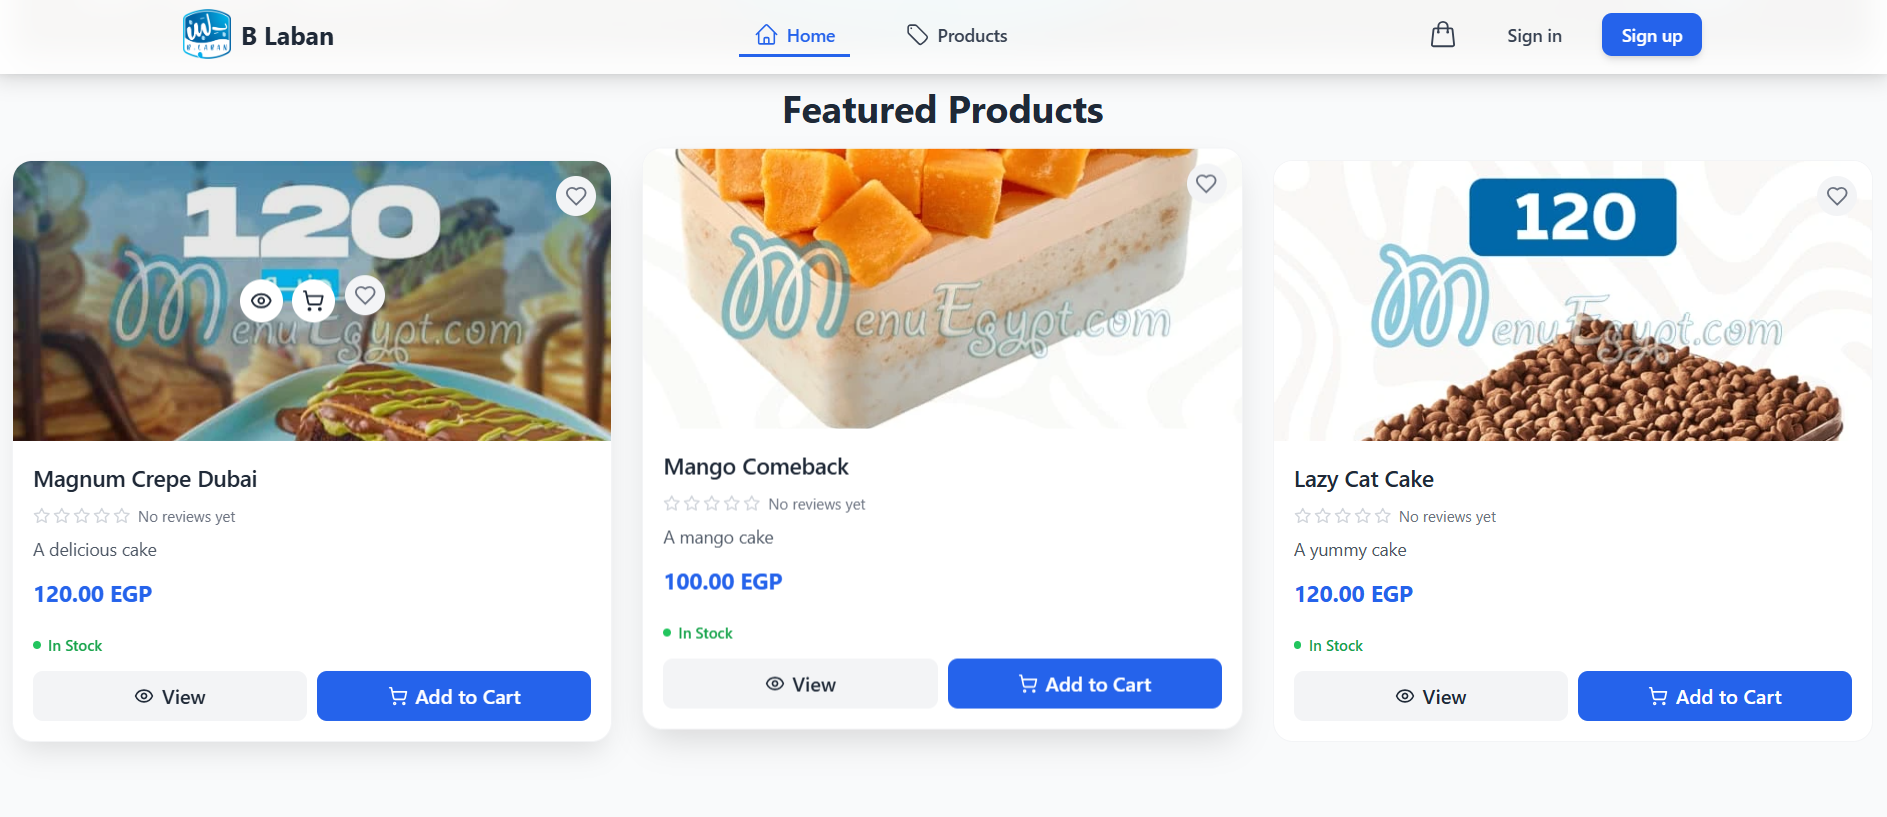 بـ لبن
B.LABAN
B Laban
Home
Products
Sign in
Sign up
Featured Products
120
MenuEgypt.com
Magnum Crepe Dubai
No reviews yet
A delicious cake
120.00 EGP
In Stock
View
Add to Cart
MenuEgypt.com
Mango Comeback
No reviews yet
A mango cake
100.00 EGP
In Stock
View
Add to Cart
120
MenuEgypt.com
Lazy Cat Cake
No reviews yet
A yummy cake
120.00 EGP
In Stock
View
Add to Cart